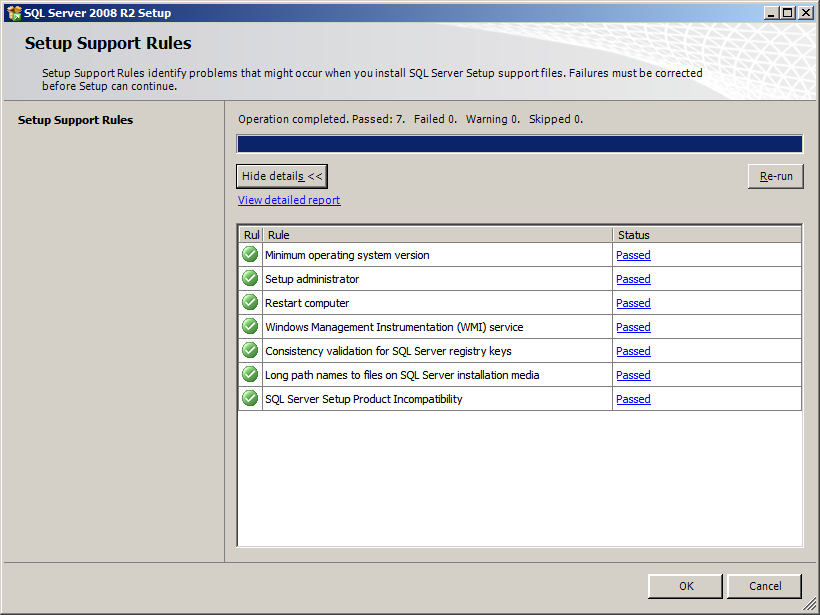 SQL Server 2008 R2 Setup
Setup Support Rules
Setup Support Rules identify problems that might occur when you install SQL Server Setup support files. Failures must be corrected
before Setup can continue.
Setup Support Rules
Operation completed. Passed: 7.   Failed 0.   Warning 0.   Skipped 0.
Hide details <<
Re-run
View detailed report
Rul Rule Status
Minimum operating system version Passed
Setup administrator Passed
Restart computer Passed
Windows Management Instrumentation (WMI) service Passed
Consistency validation for SQL Server registry keys Passed
Long path names to files on SQL Server installation media Passed
SQL Server Setup Product Incompatibility Passed
OK Cancel